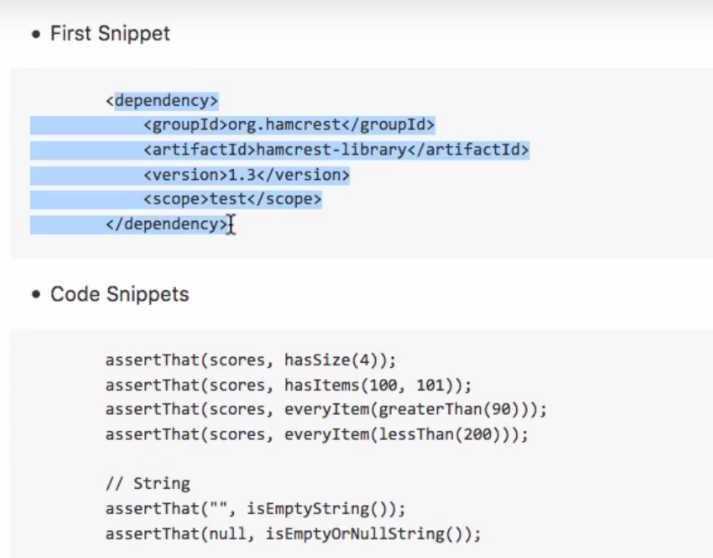 • First Snippet
<dependency>
<groupId>org.hamcrest</groupId>
<artifactId>hamcrest-library</artifactId>
<version>1.3</version>
<scope>test</scope>
</dependency>
• Code Snippets
assertThat(scores, hasSize(4));
assertThat(scores, hasItems(100, 101));
assertThat(scores, everyItem(greaterThan(90)));
assertThat(scores, everyItem(lessThan(200)));
// String
assertThat("", isEmptyString());
assertThat(null, isEmptyOrNullString());